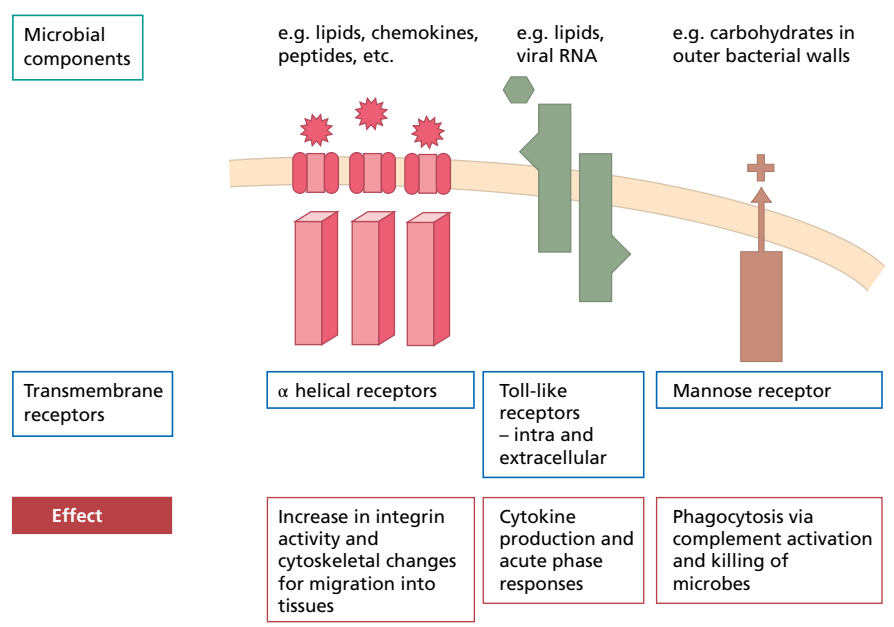 Microbial
components
e.g. lipids, chemokines,
peptides, etc.
e.g. lipids,
viral RNA
e.g. carbohydrates in
outer bacterial walls
Transmembrane
receptors
α helical receptors
Toll-like
receptors
– intra and
extracellular
Mannose receptor
Effect
Increase in integrin
activity and
cytoskeletal changes
for migration into
tissues
Cytokine
production and
acute phase
responses
Phagocytosis via
complement activation
and killing of
microbes